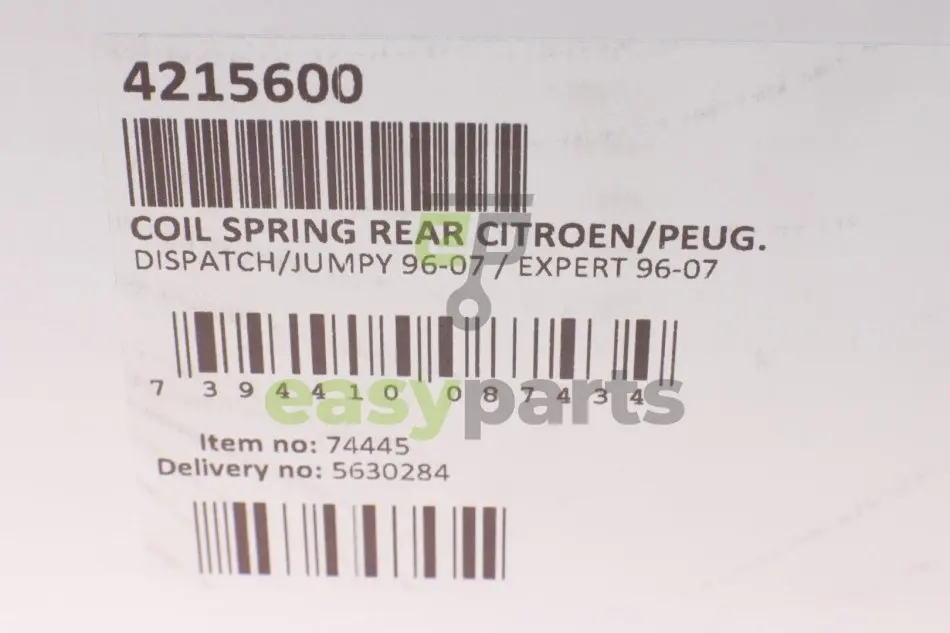 4215600
COIL SPRING REAR CITROEN/PEUG.
DISPATCH/JUMPY 96-07 / EXPERT 96-07
7 394410 087434
easyparts
Item no: 74445
Delivery no: 5630284